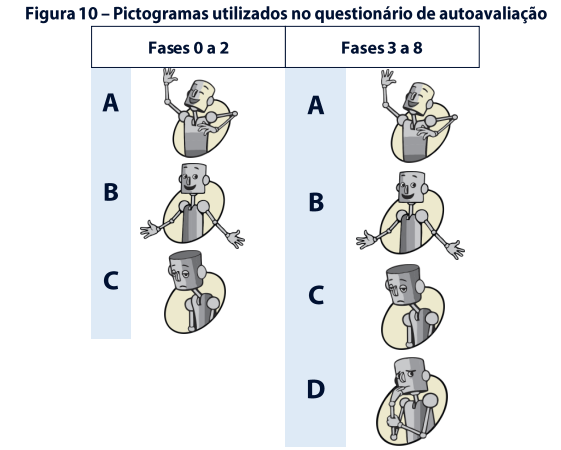 Figura 10 – Pictogramas utilizados no questionário de autoavaliação
Fases 0 a 2
Fases 3 a 8
A
A
B
B
C
C
D